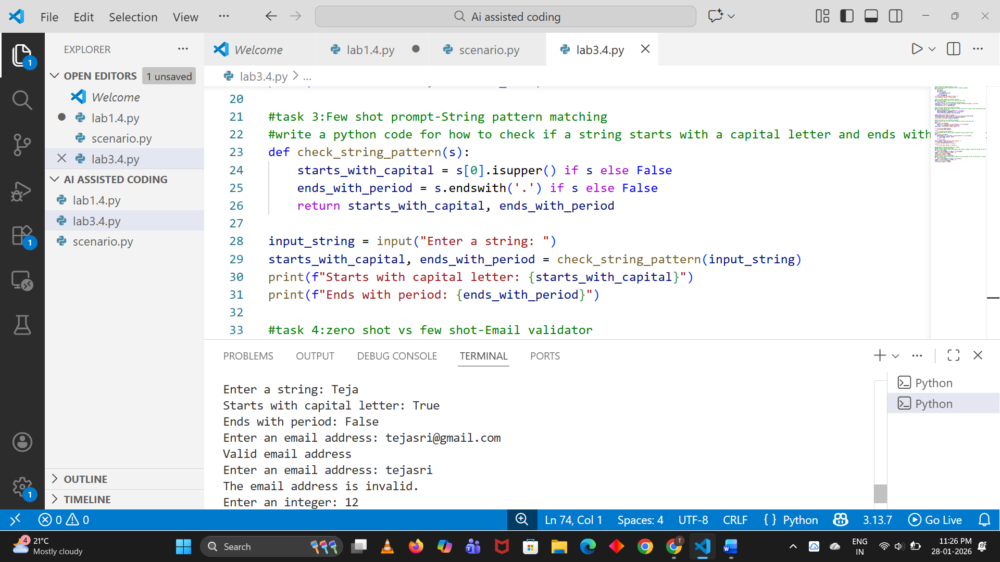 File Edit Selection View ... Ai assisted coding
EXPLORER ...
OPEN EDITORS 1 unsaved
Welcome
lab1.4.py
scenario.py
lab3.4.py
AI ASSISTED CODING
lab1.4.py
lab3.4.py
scenario.py
OUTLINE
TIMELINE
1
1
1
Welcome lab1.4.py scenario.py lab3.4.py
lab3.4.py > ...
20
21 #task 3:Few shot prompt-String pattern matching
22 #write a python code for how to check if a string starts with a capital letter and ends with
23 def check_string_pattern(s):
24 starts_with_capital = s[0].isupper() if s else False
25 ends_with_period = s.endswith('.') if s else False
26 return starts_with_capital, ends_with_period
27
28 input_string = input("Enter a string: ")
29 starts_with_capital, ends_with_period = check_string_pattern(input_string)
30 print(f"Starts with capital letter: {starts_with_capital}")
31 print(f"Ends with period: {ends_with_period}")
32
33 #task 4:zero shot vs few shot-Email validator
PROBLEMS OUTPUT DEBUG CONSOLE TERMINAL PORTS
Enter a string: Teja
Starts with capital letter: True
Ends with period: False
Enter an email address: tejasri@gmail.com
Valid email address
Enter an email address: tejasri
The email address is invalid.
Enter an integer: 12
Python
Python
0 0 Ln 74, Col 1 Spaces: 4 UTF-8 CRLF {} Python 3.13.7 Go Live
4 21°C
Mostly cloudy
Search
T
ENG
IN
11:26 PM
28-01-2026